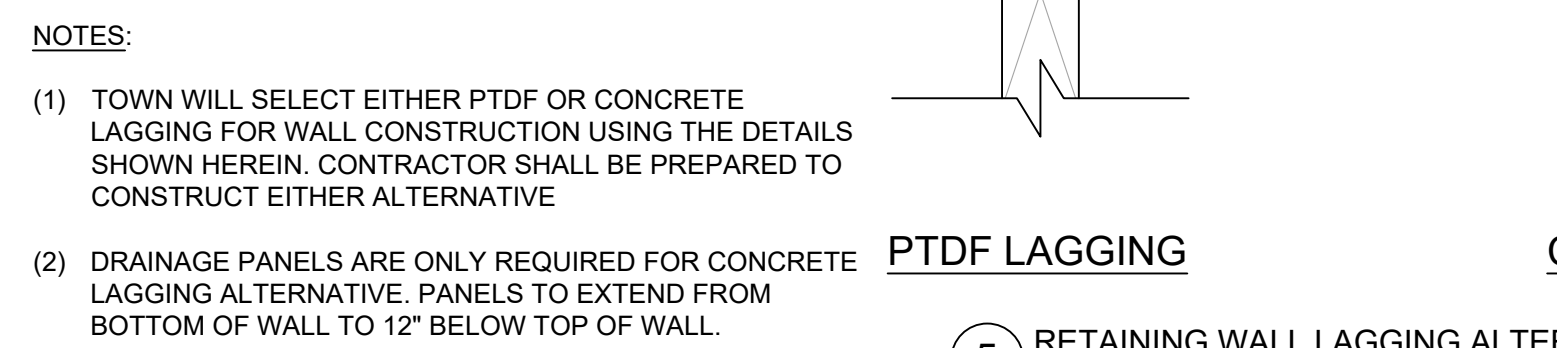 NOTES:
(1) TOWN WILL SELECT EITHER PTDF OR CONCRETE
LAGGING FOR WALL CONSTRUCTION USING THE DETAILS
SHOWN HEREIN. CONTRACTOR SHALL BE PREPARED TO
CONSTRUCT EITHER ALTERNATIVE
(2) DRAINAGE PANELS ARE ONLY REQUIRED FOR CONCRETE
LAGGING ALTERNATIVE. PANELS TO EXTEND FROM
BOTTOM OF WALL TO 12" BELOW TOP OF WALL.
PTDF LAGGING
RETAINING WALL LAGGING